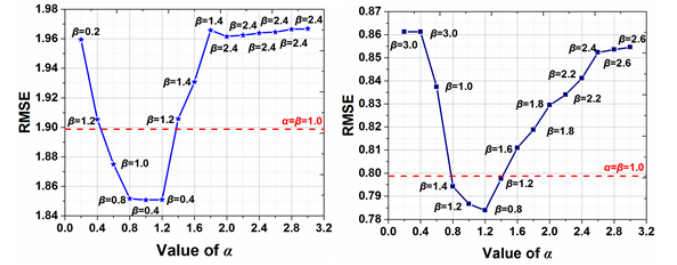 1.98
1.96
1.94
1.92
1.90
1.88
1.86
1.84
RMSE
β=0.2
β=1.2
β=1.0
β=0.8
β=0.4
β=0.4
β=1.2
β=1.4
β=1.4
β=2.4 β=2.4
β=2.4 β=2.4
β=2.4
β=2.4
α=β=1.0
0.0 0.4 0.8 1.2 1.6 2.0 2.4 2.8 3.2
Value of α
0.87
0.86
0.85
0.84
0.83
0.82
0.81
0.80
0.79
0.78
RMSE
β=3.0
β=3.0
β=1.0
β=1.4
β=1.2
β=0.8
β=1.2
β=1.6
β=1.8
β=1.8
β=2.2
β=2.2
β=2.4
β=2.6
β=2.6
α=β=1.0
0.0 0.4 0.8 1.2 1.6 2.0 2.4 2.8 3.2
Value of α